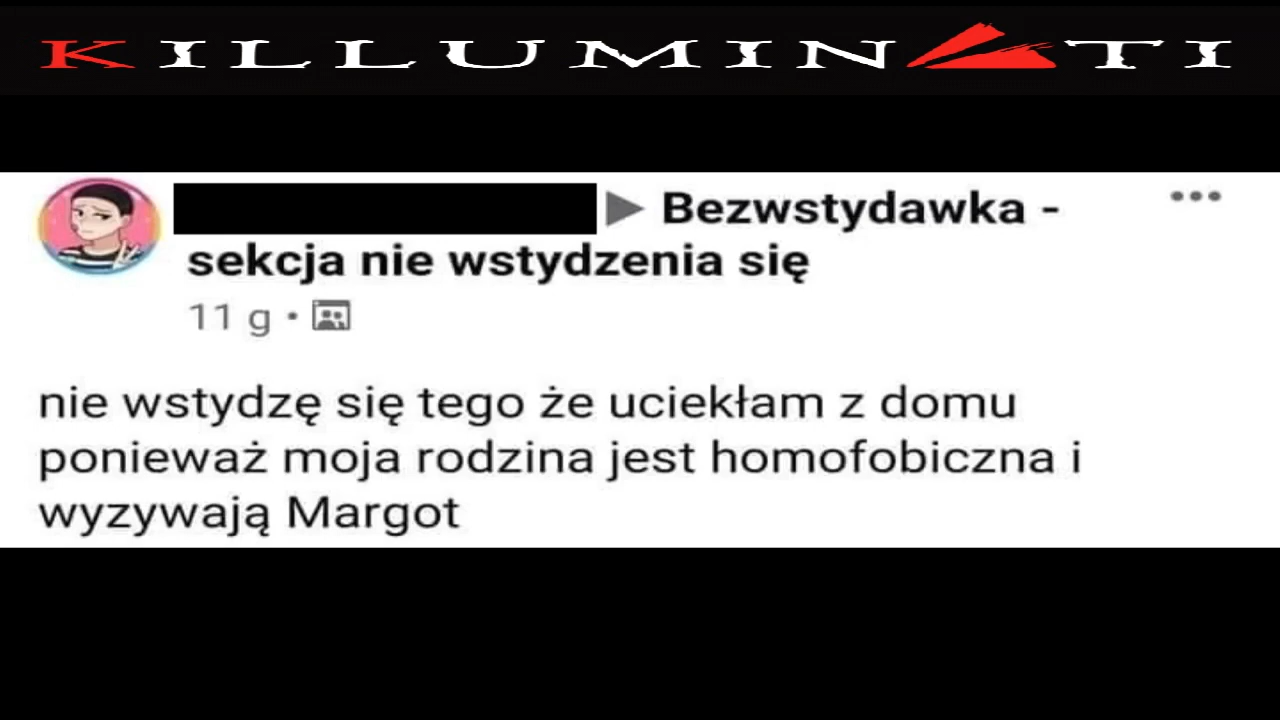 KILLUMINATI
Bezwstydawka -
sekcja nie wstydzenia się
11 g
nie wstydzę się tego że uciekłam z domu
ponieważ moja rodzina jest homofobiczna i
wyzywają Margot